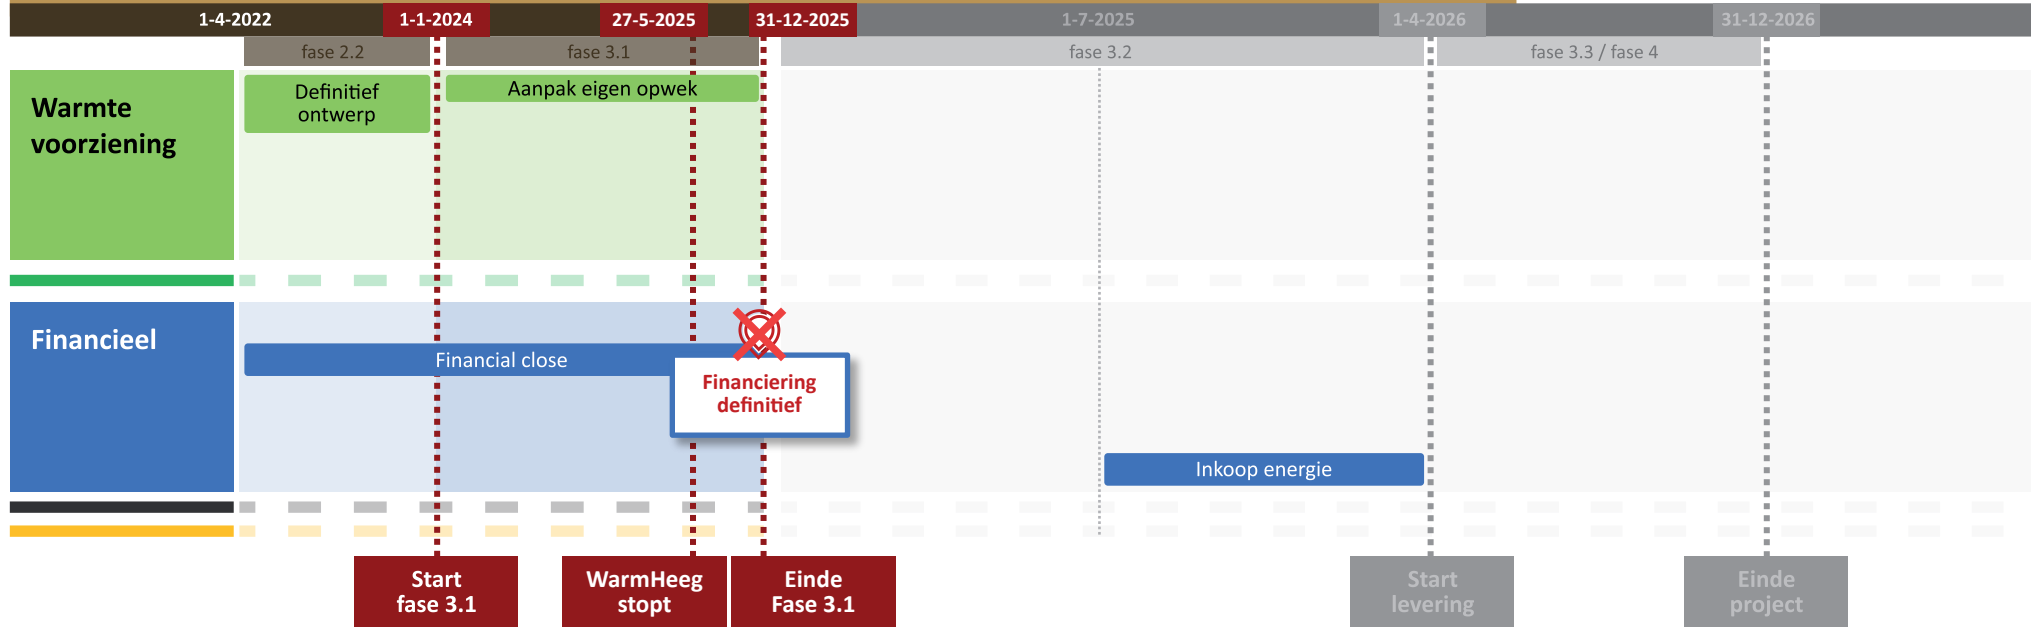 1-4-2022
1-1-2024
27-5-2025
31-12-2025
1-7-2025
1-4-2026
31-12-2026
fase 2.2
fase 3.1
fase 3.2
fase 3.3 / fase 4
Warmte
voorziening
Definitief
ontwerp
Aanpak eigen opwek
Financieel
Financial close
Financiering
definitief
Inkoop energie
Start
fase 3.1
WarmHeeg
stopt
Einde
Fase 3.1
Start
levering
Einde
project